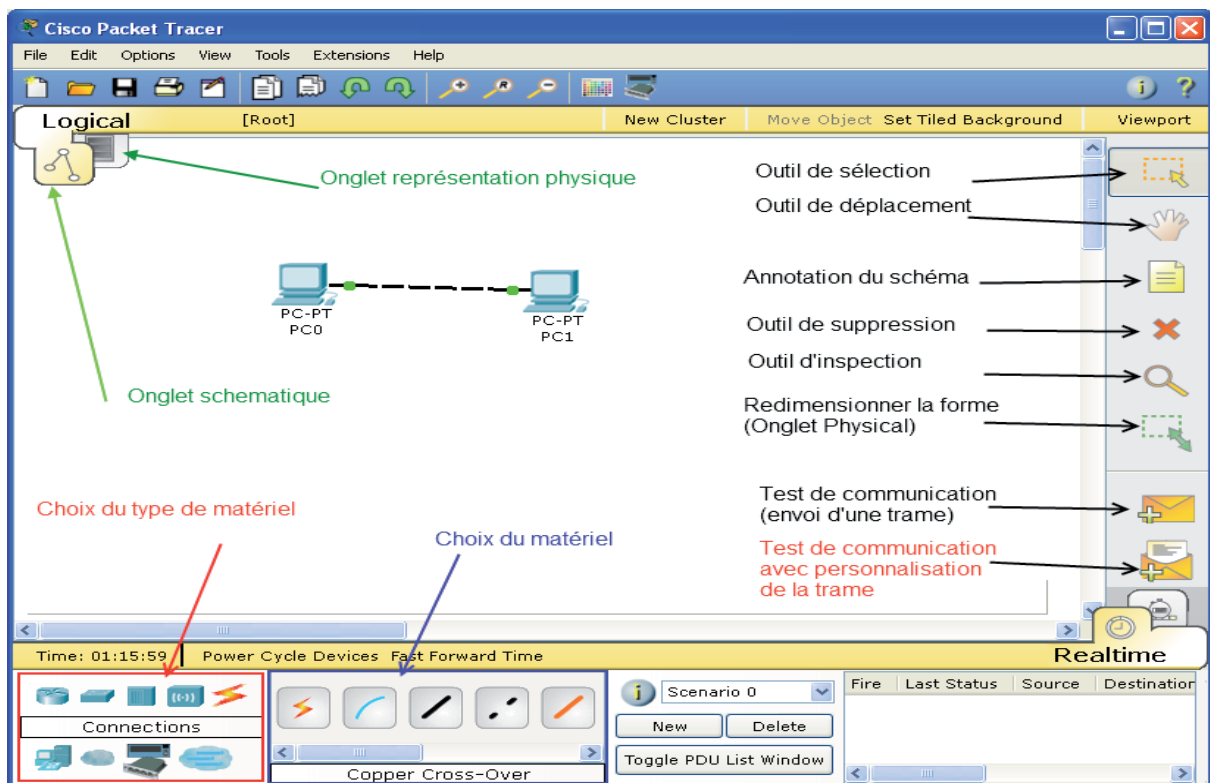 Cisco Packet Tracer
File Edit Options View Tools Extensions Help
Logical [Root] New Cluster Move Object Set Tiled Background Viewport
Onglet représentation physique
Outil de sélection
Outil de déplacement
Annotation du schéma
PC-PT
PC0
PC-PT
PC1
Outil de suppression
Outil d'inspection
Onglet schematique
Redimensionner la forme
(Onglet Physical)
Choix du type de matériel
Choix du matériel
Test de communication
(envoi d'une trame)
Test de communication
avec personnalisation
de la trame
Time: 01:15:59 Power Cycle Devices Fast Forward Time
Realtime
Connections
Copper Cross-Over
Scenario 0
New Delete
Toggle PDU List Window
Fire Last Status Source Destination